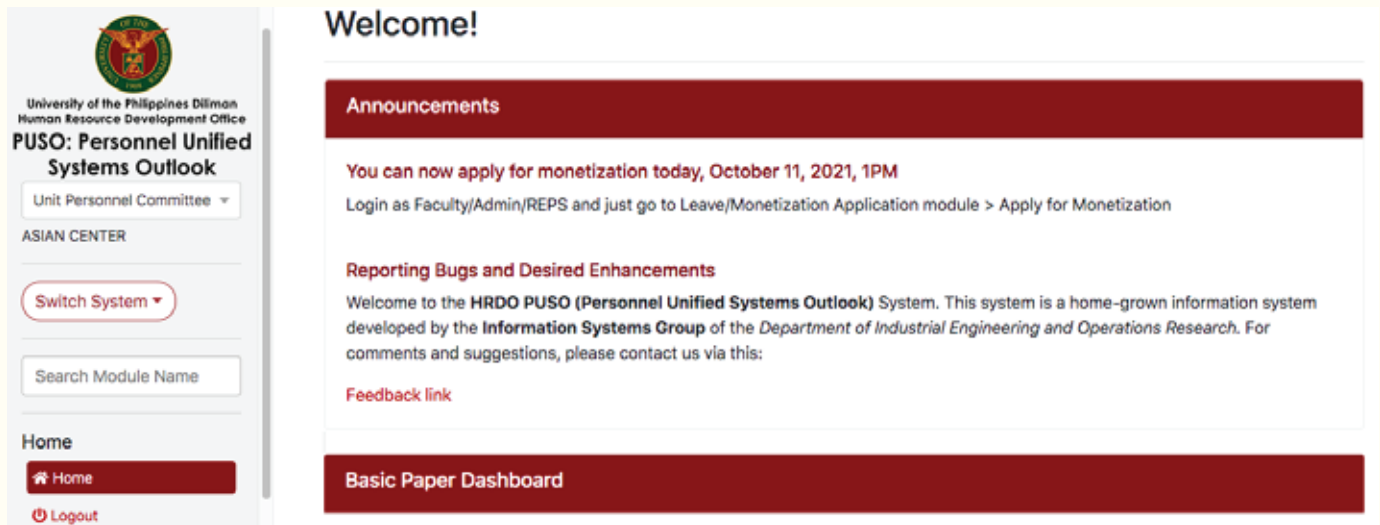 University of the Philippines Diliman
Human Resource Development Office
PUSO: Personnel Unified
Systems Outlook
Unit Personnel Committee
ASIAN CENTER
Switch System
Search Module Name
Home
Home
Logout
Welcome!
Announcements
You can now apply for monetization today, October 11, 2021, 1PM
Login as Faculty/Admin/REPS and just go to Leave/Monetization Application module > Apply for Monetization
Reporting Bugs and Desired Enhancements
Welcome to the HRDO PUSO (Personnel Unified Systems Outlook) System. This system is a home-grown information system
developed by the Information Systems Group of the Department of Industrial Engineering and Operations Research. For
comments and suggestions, please contact us via this:
Feedback link
Basic Paper Dashboard